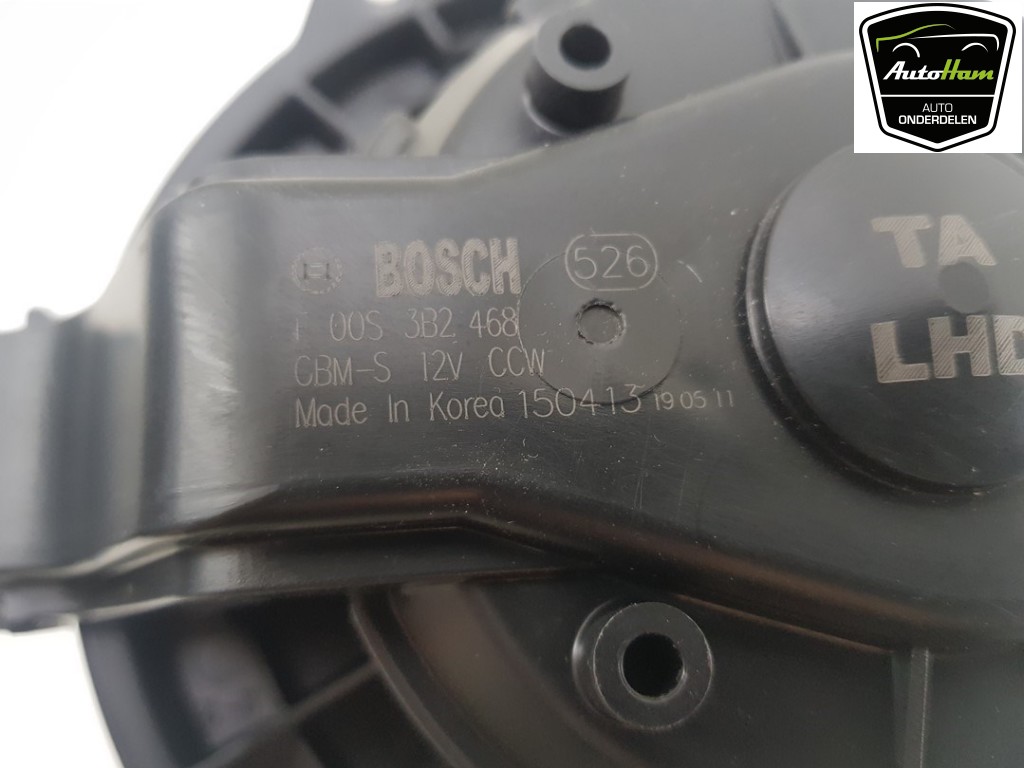 AutoHam
AUTO
ONDERDELEN
BOSCH 526
T 00S 3B2 468
CBM-S 12V CCW
Made In Korea 150413 19 05 11
TA
LHD